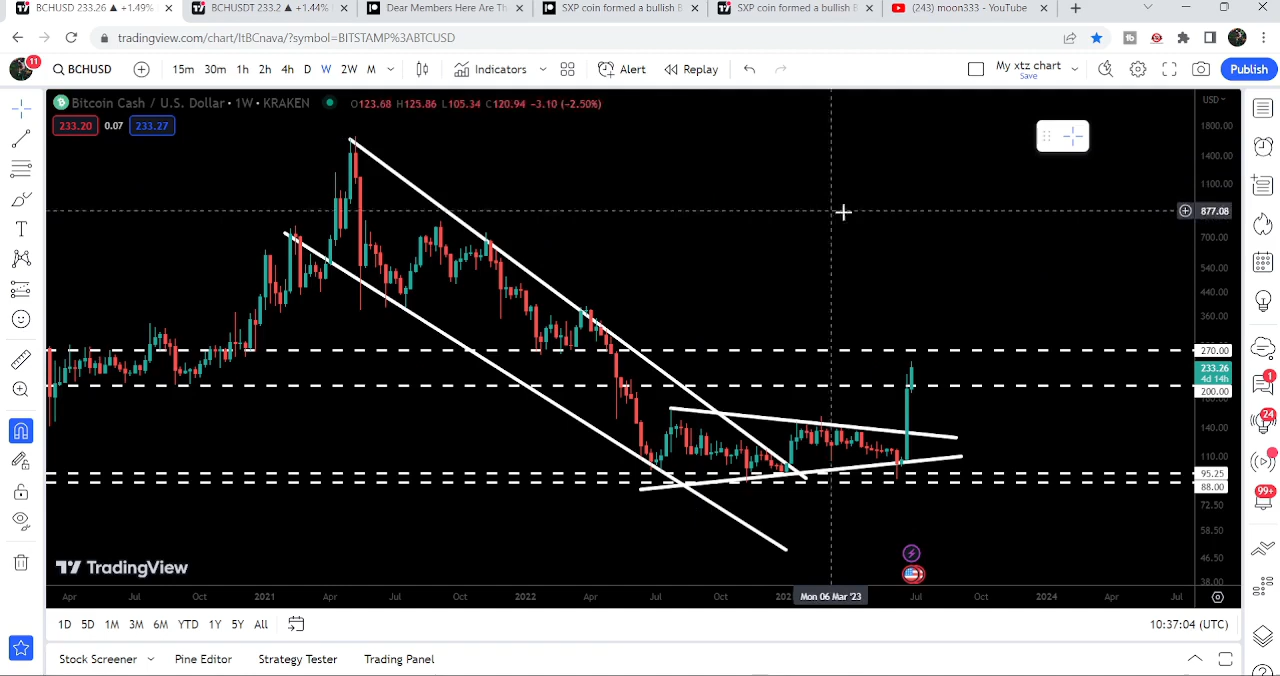 BCHUSD 233.26 ▲ +1.49%
BCHUSDT 233.2 ▲ +1.44%
Dear Members Here Are Th
SXP coin formed a bullish B
SXP coin formed a bullish B
(243) moon333 - YouTube
tradingview.com/chart/ItBCnava/?symbol=BITSTAMP%3ABTCUSD
11
BCHUSD
15m 30m 1h 2h 4h D W 2W M
Indicators
Alert
Replay
My xtz chart
Save
Publish
Bitcoin Cash / U.S. Dollar · 1W · KRAKEN
O123.68 H125.86 L105.34 C120.94 -3.10 (-2.50%)
233.20 0.07 233.27
USD
1800.00
1400.00
1100.00
877.08
700.00
540.00
440.00
360.00
270.00
233.26
4d 14h
200.00
140.00
110.00
95.25
88.00
72.50
58.50
46.50
38.00
1
24
99+
TradingView
Apr Jul Oct 2021 Apr Jul Oct 2022 Apr Jul Oct Mon 06 Mar '23 Jul Oct 2024 Apr Jul
1D 5D 1M 3M 6M YTD 1Y 5Y All
10:37:04 (UTC)
Stock Screener Pine Editor Strategy Tester Trading Panel